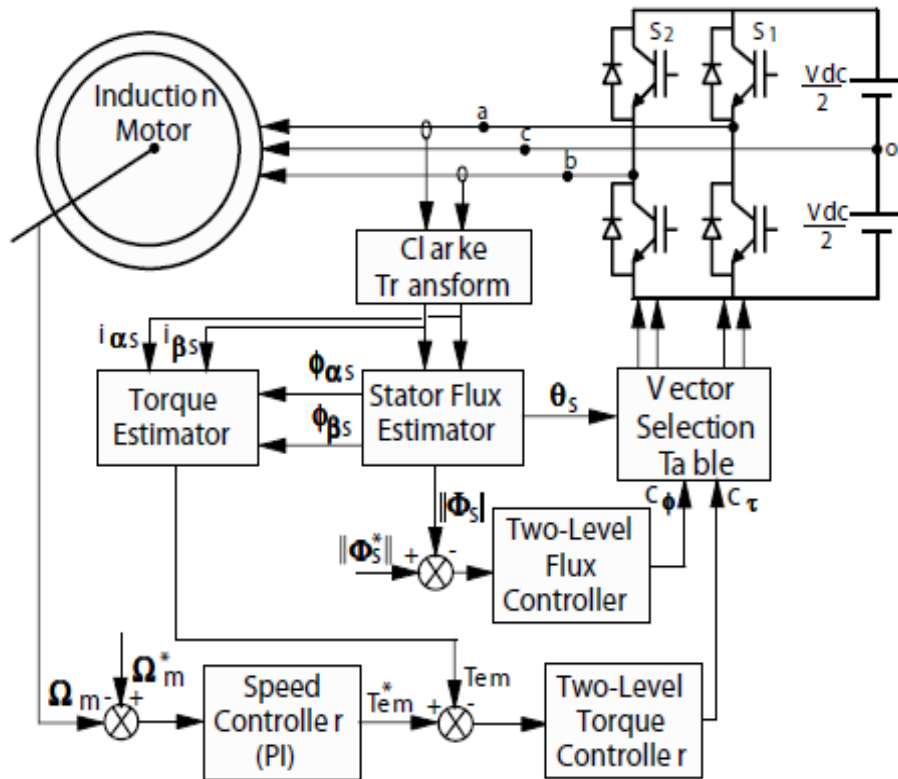 S2
S1
Vdc
2
Induction
Motor
a
c
o
b
Vdc
2
Clarke
Transform
iαs
iβs
ϕαs
θs
Torque
Estimator
Stator Flux
Estimator
Vector
Selection
Table
ϕβs
cϕ
cτ
||Φs|
||Φs*||
+
-
Two-Level
Flux
Controller
Ω*m
Ωm
-
+
Speed
Controller
(PI)
T*em
+
-
Tem
Two-Level
Torque
Controller